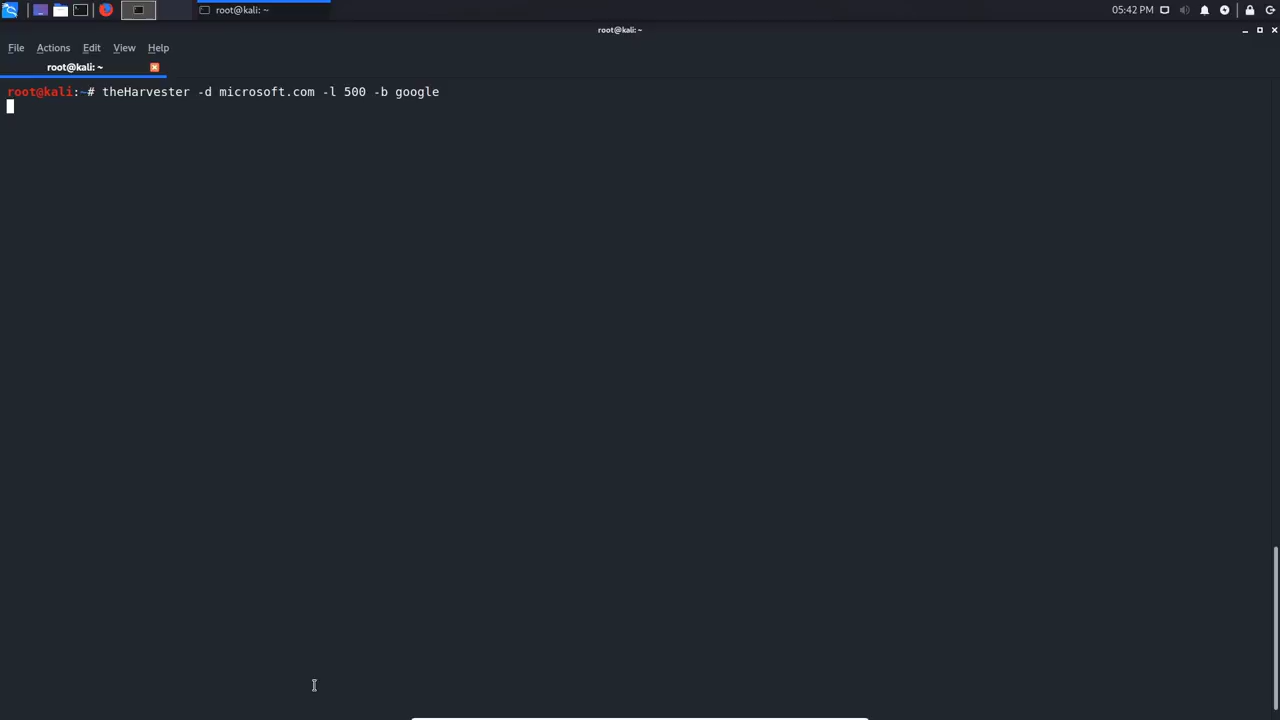 root@kali: ~
05:42 PM
root@kali: ~
File Actions Edit View Help
root@kali: ~
root@kali:~# theHarvester -d microsoft.com -l 500 -b google